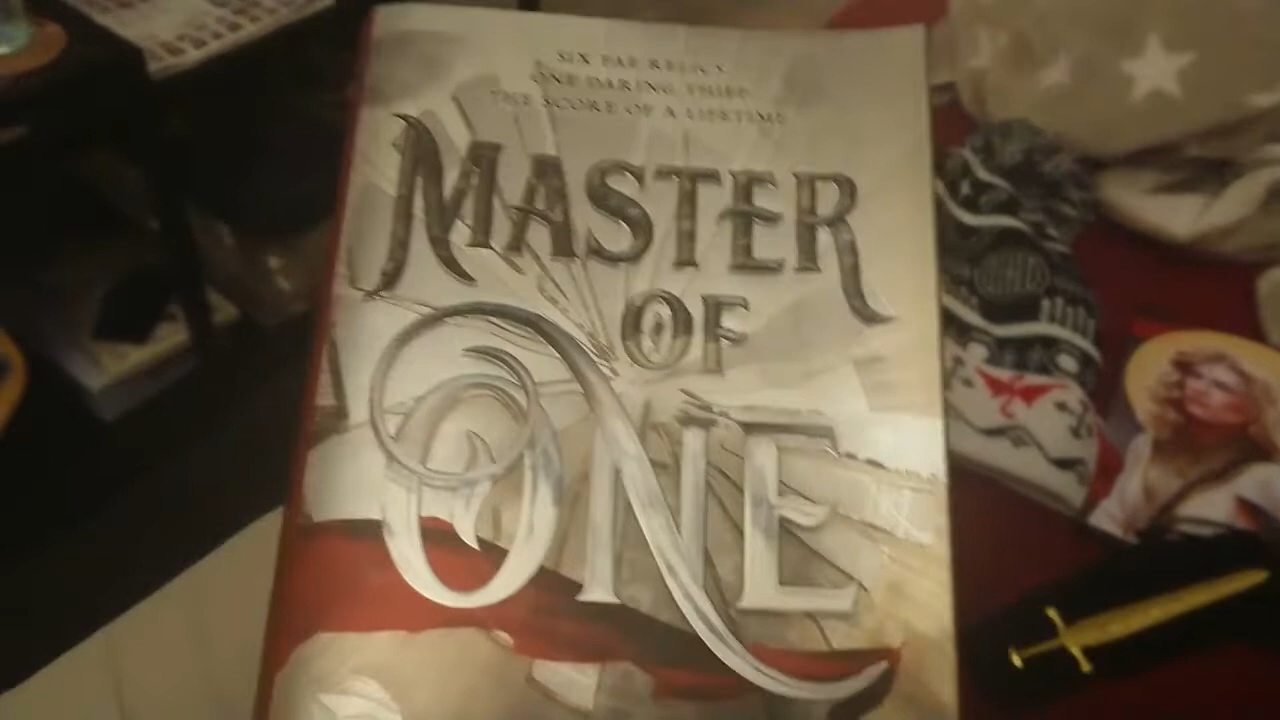 SIX FAE RELICS
ONE DARING THIEF
THE SCORE OF A LIFETIME
MASTER
OF
ONE